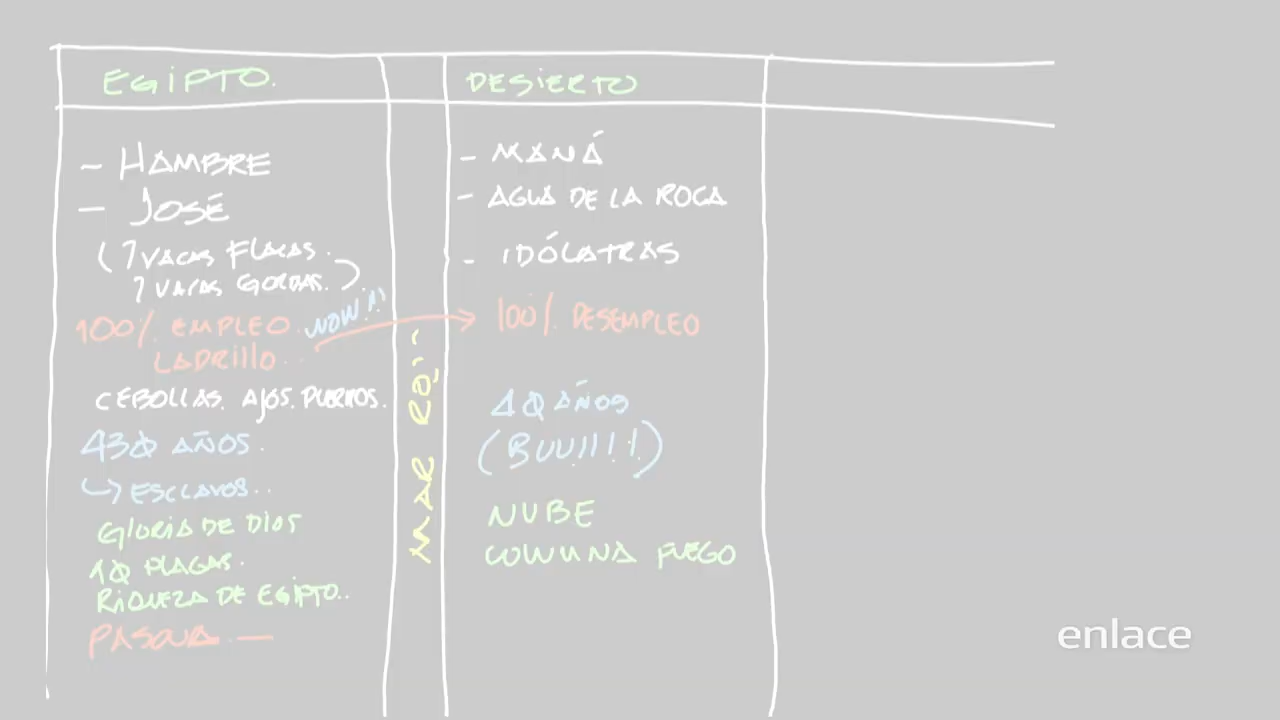 EGIPTO.
- HAMBRE
- JOSÉ
(7 VACAS FLACAS.
7 VACAS GORDAS.)
100% EMPLEO. WOW!!
LADRILLO..
CEBOLLAS. AJOS. PUERROS.
430 AÑOS.
↳ ESCLAVOS..
GLORIA DE DIOS
10 PLAGAS.
RIQUEZA DE EGIPTO..
PASCUA. —
MAR ROJO
DESIERTO
- MANÁ
- AGUA DE LA ROCA
- IDÓLATRAS
100% DESEMPLEO
40 AÑOS
(BUU!!!!)
NUBE
COLUMNA FUEGO
enlace